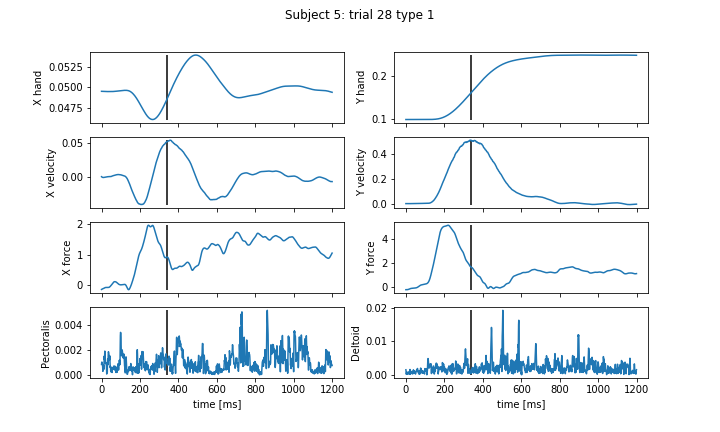 Subject 5: trial 28 type 1
X hand
0.0525
0.0500
0.0475
Y hand
0.2
0.1
X velocity
0.05
0.00
Y velocity
0.4
0.2
0.0
X force
2
1
0
Y force
4
2
0
Pectoralis
0.004
0.002
0.000
0 200 400 600 800 1000 1200
time [ms]
Deltoid
0.02
0.01
0.00
0 200 400 600 800 1000 1200
time [ms]